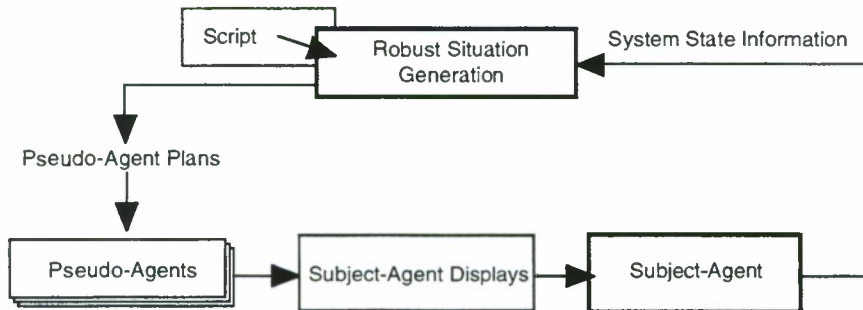 Script
Robust Situation
Generation
System State Information
Pseudo-Agent Plans
Pseudo-Agents
Subject-Agent Displays
Subject-Agent